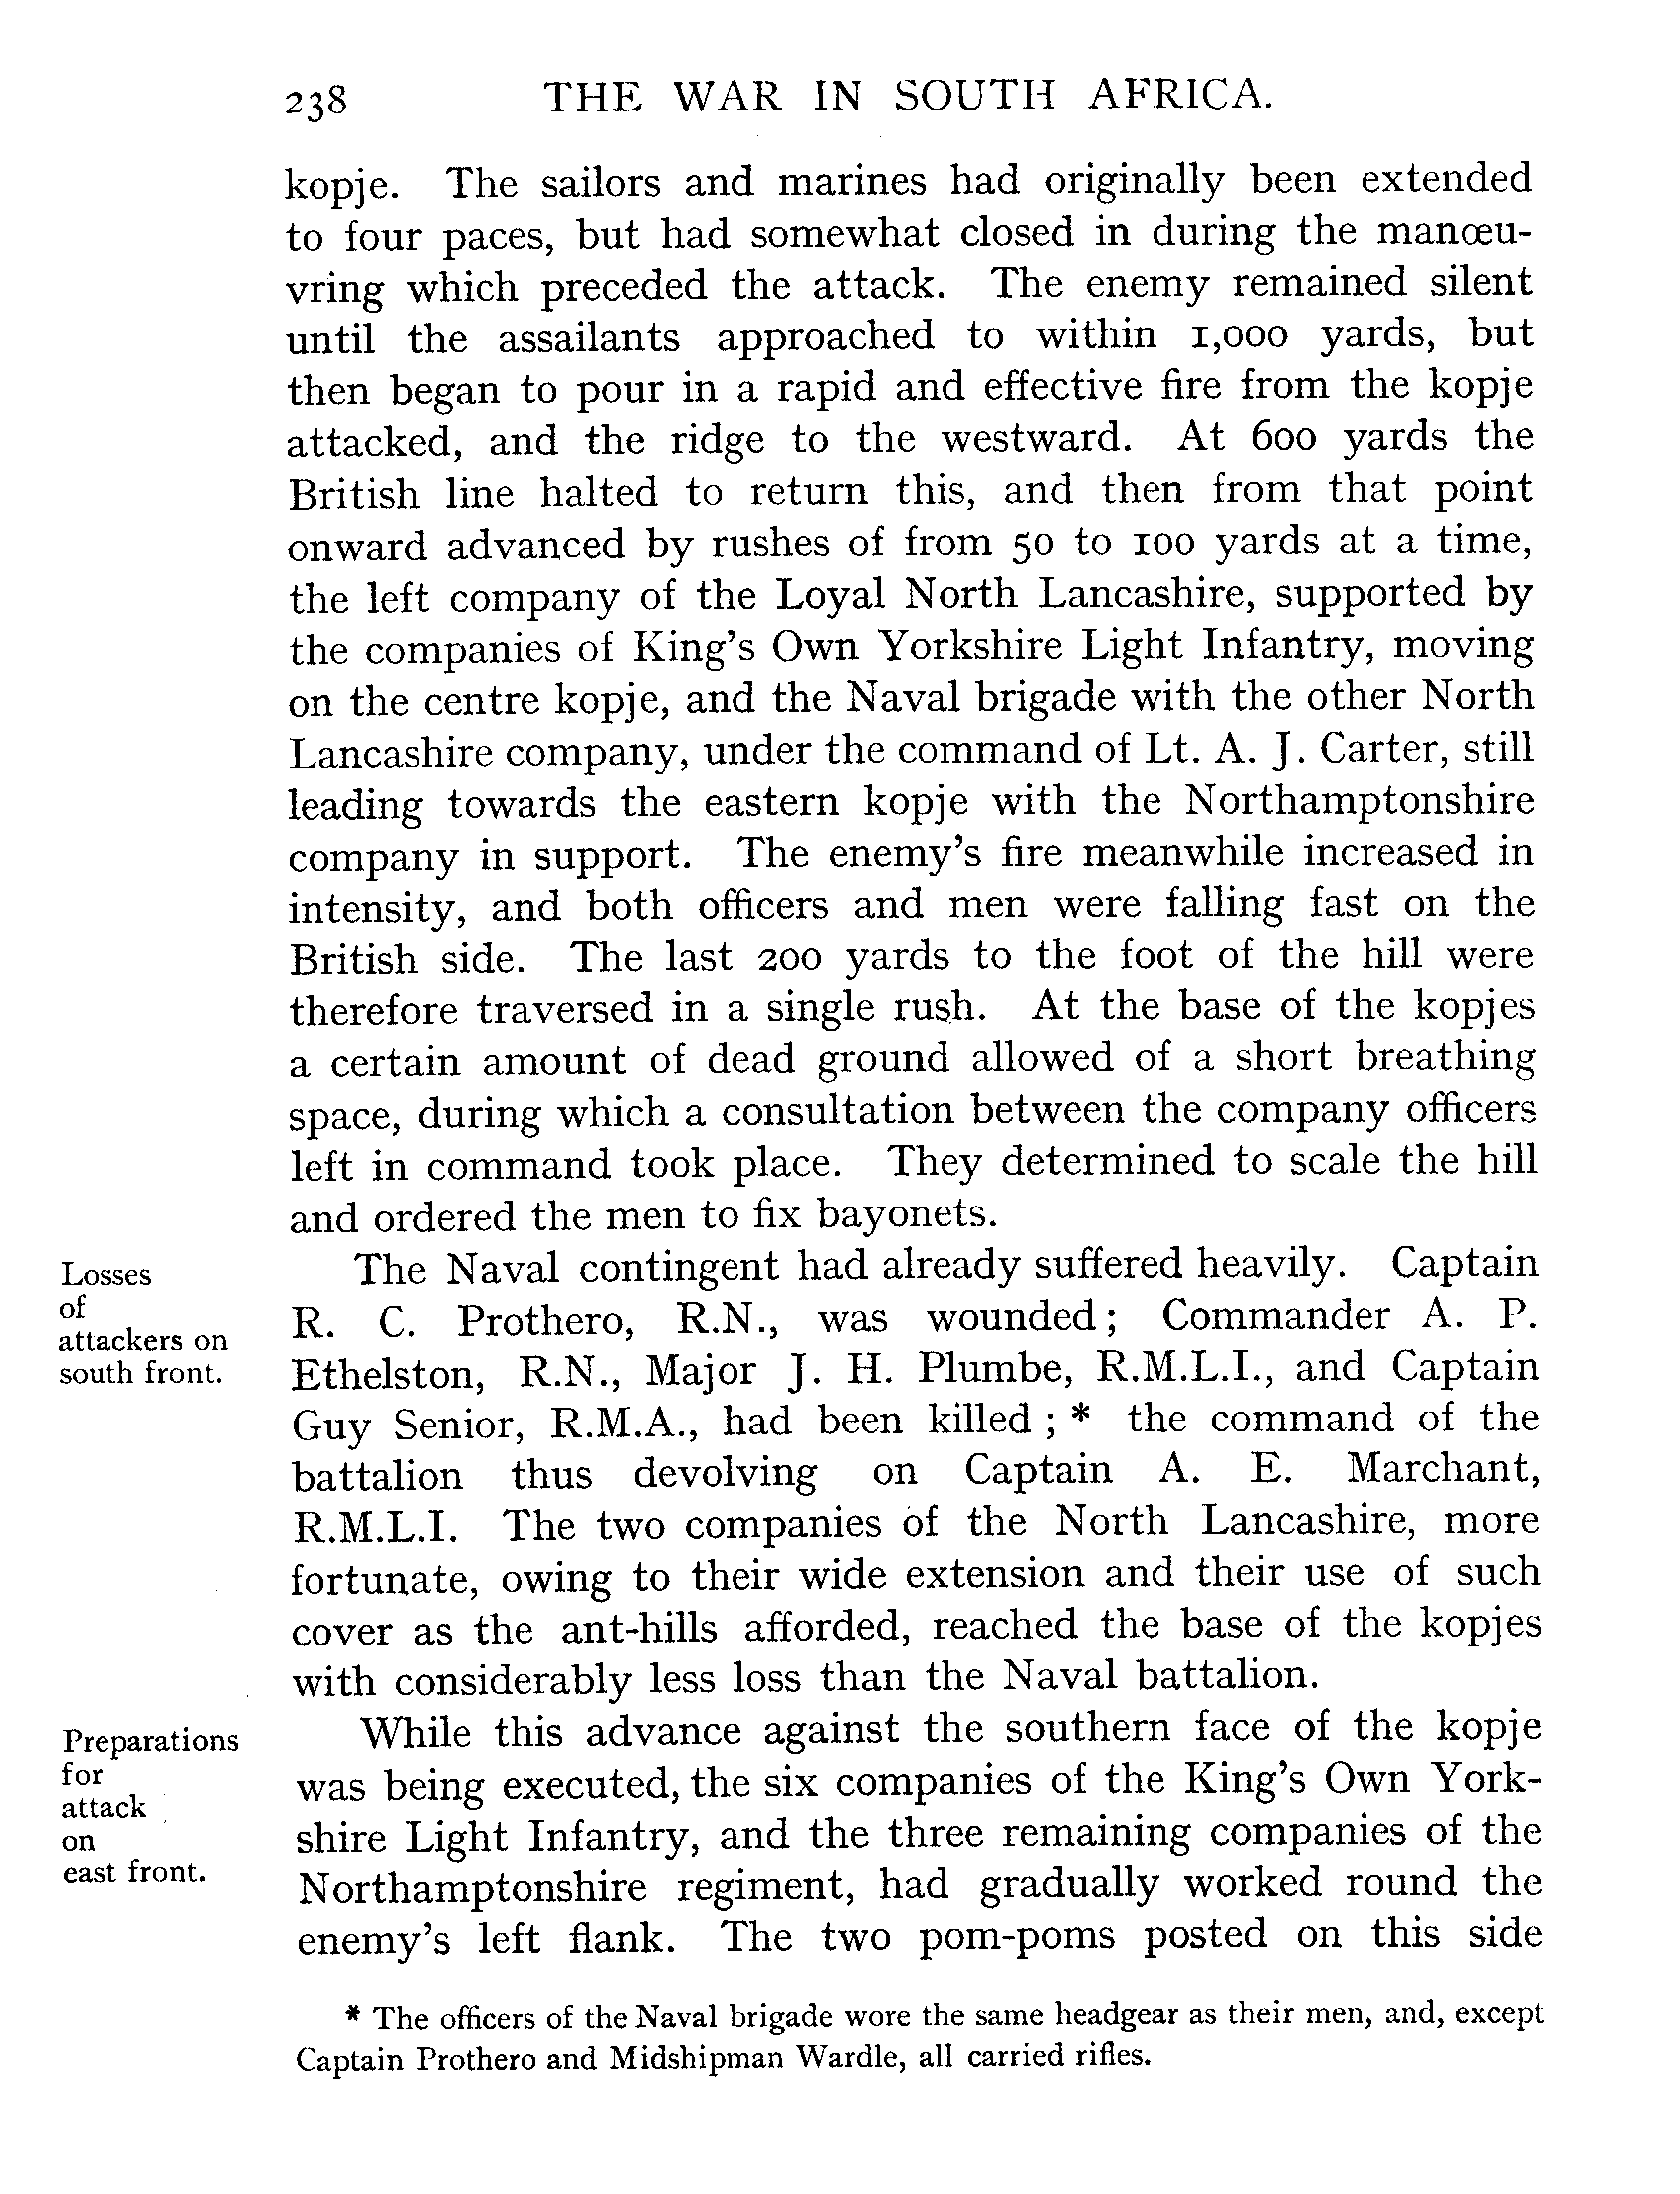 238 THE WAR IN SOUTH AFRICA.
kopje. The sailors and marines had originally been extended
to four paces, but had somewhat closed in during the manœu-
vring which preceded the attack. The enemy remained silent
until the assailants approached to within 1,000 yards, but
then began to pour in a rapid and effective fire from the kopje
attacked, and the ridge to the westward. At 600 yards the
British line halted to return this, and then from that point
onward advanced by rushes of from 50 to 100 yards at a time,
the left company of the Loyal North Lancashire, supported by
the companies of King's Own Yorkshire Light Infantry, moving
on the centre kopje, and the Naval brigade with the other North
Lancashire company, under the command of Lt. A. J. Carter, still
leading towards the eastern kopje with the Northamptonshire
company in support. The enemy's fire meanwhile increased in
intensity, and both officers and men were falling fast on the
British side. The last 200 yards to the foot of the hill were
therefore traversed in a single rush. At the base of the kopjes
a certain amount of dead ground allowed of a short breathing
space, during which a consultation between the company officers
left in command took place. They determined to scale the hill
and ordered the men to fix bayonets.
Losses
of
attackers on
south front.
The Naval contingent had already suffered heavily. Captain
R. C. Prothero, R.N., was wounded; Commander A. P.
Ethelston, R.N., Major J. H. Plumbe, R.M.L.I., and Captain
Guy Senior, R.M.A., had been killed ; * the command of the
battalion thus devolving on Captain A. E. Marchant,
R.M.L.I. The two companies of the North Lancashire, more
fortunate, owing to their wide extension and their use of such
cover as the ant-hills afforded, reached the base of the kopjes
with considerably less loss than the Naval battalion.
Preparations
for
attack
on
east front.
While this advance against the southern face of the kopje
was being executed, the six companies of the King's Own York-
shire Light Infantry, and the three remaining companies of the
Northamptonshire regiment, had gradually worked round the
enemy's left flank. The two pom-poms posted on this side
* The officers of the Naval brigade wore the same headgear as their men, and, except
Captain Prothero and Midshipman Wardle, all carried rifles.